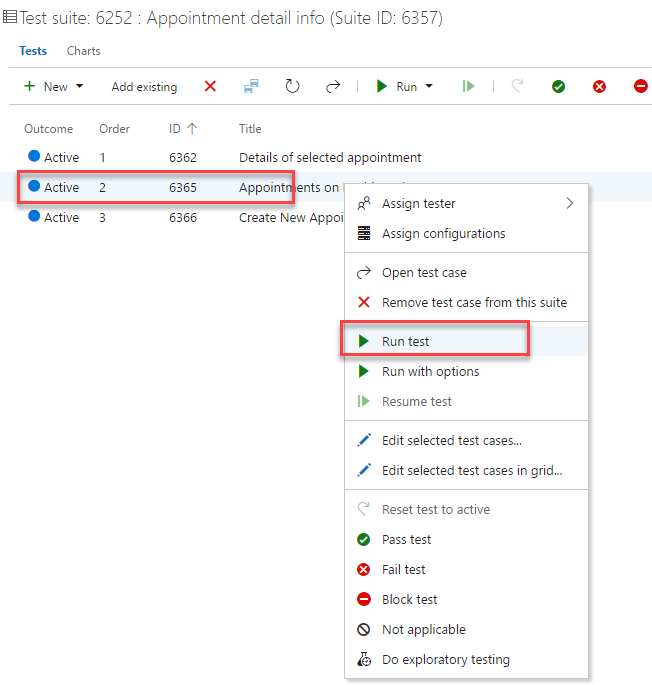 Test suite: 6252 : Appointment detail info (Suite ID: 6357)
Tests Charts
New Add existing Run
Outcome Order ID Title
Active 1 6362 Details of selected appointment
Active 2 6365 Appointments on
Active 3 6366 Create New Appoi
Assign tester
Assign configurations
Open test case
Remove test case from this suite
Run test
Run with options
Resume test
Edit selected test cases...
Edit selected test cases in grid...
Reset test to active
Pass test
Fail test
Block test
Not applicable
Do exploratory testing